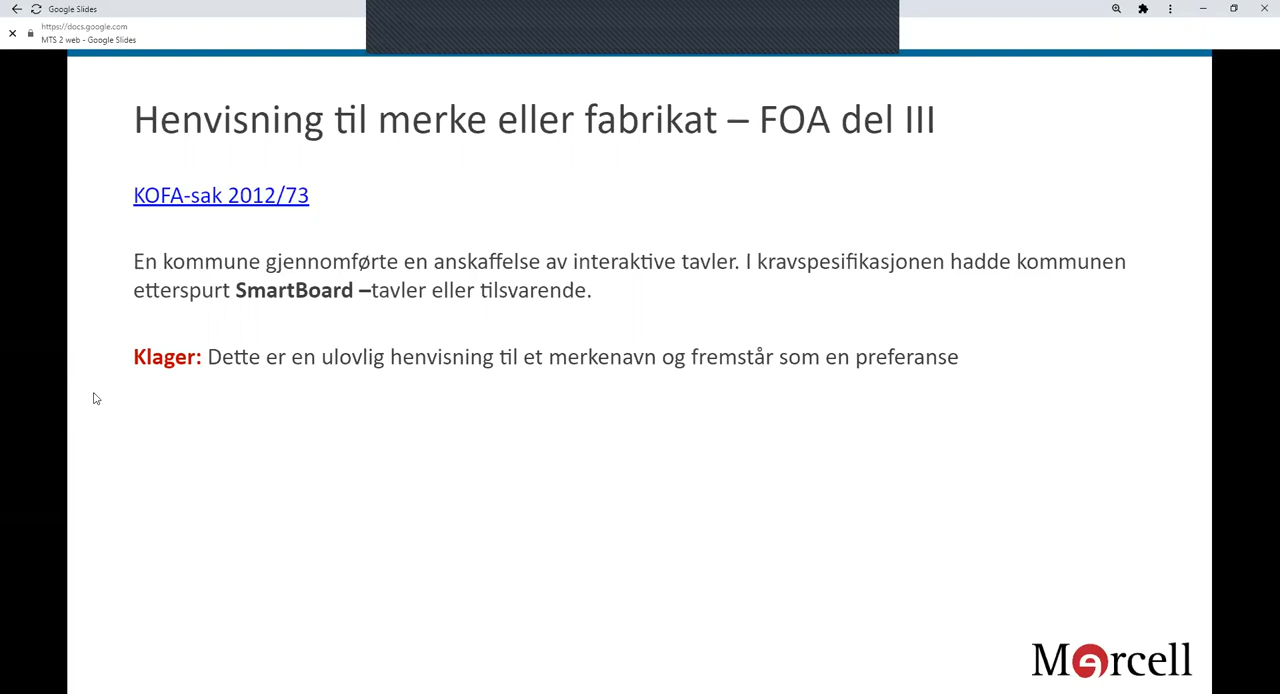 Google Slides
https://docs.google.com
MTS 2 web - Google Slides
Henvisning til merke eller fabrikat – FOA del III
KOFA-sak 2012/73
En kommune gjennomførte en anskaffelse av interaktive tavler. I kravspesifikasjonen hadde kommunen
etterspurt SmartBoard –tavler eller tilsvarende.
Klager: Dette er en ulovlig henvisning til et merkenavn og fremstår som en preferanse
Mercell